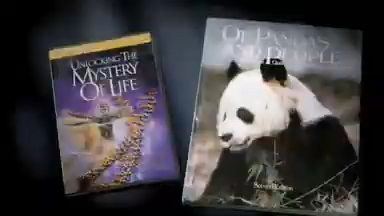 UNLOCKING THE
MYSTERY
OF LIFE
OF PANDAS
AND PEOPLE
Second Edition